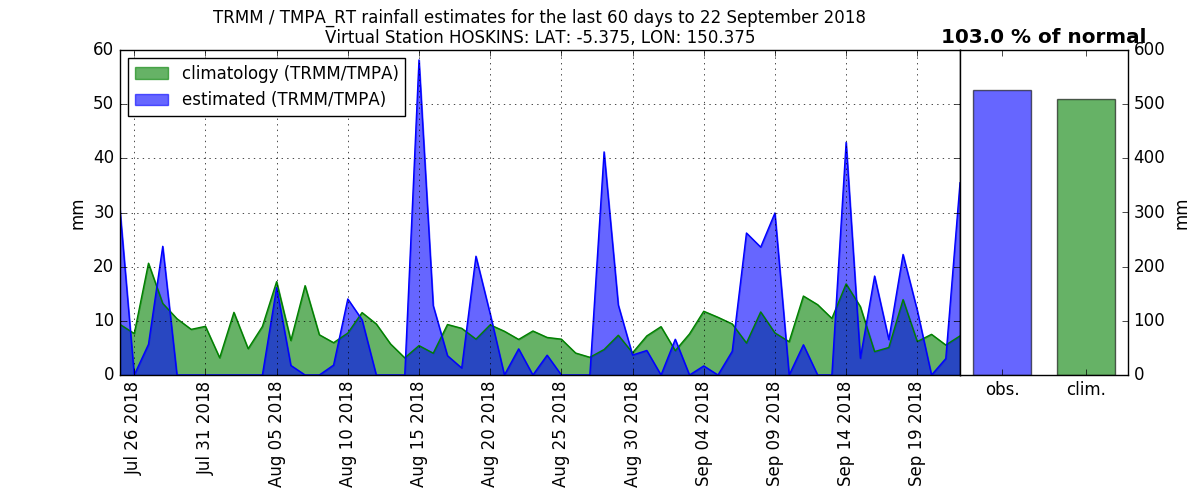 TRMM / TMPA_RT rainfall estimates for the last 60 days to 22 September 2018
Virtual Station HOSKINS: LAT: -5.375, LON: 150.375
103.0 % of normal
climatology (TRMM/TMPA)
estimated (TRMM/TMPA)
60
50
40
30
20
10
0
mm
600
500
400
300
200
100
0
mm
Jul 26 2018
Jul 31 2018
Aug 05 2018
Aug 10 2018
Aug 15 2018
Aug 20 2018
Aug 25 2018
Aug 30 2018
Sep 04 2018
Sep 09 2018
Sep 14 2018
Sep 19 2018
obs.
clim.